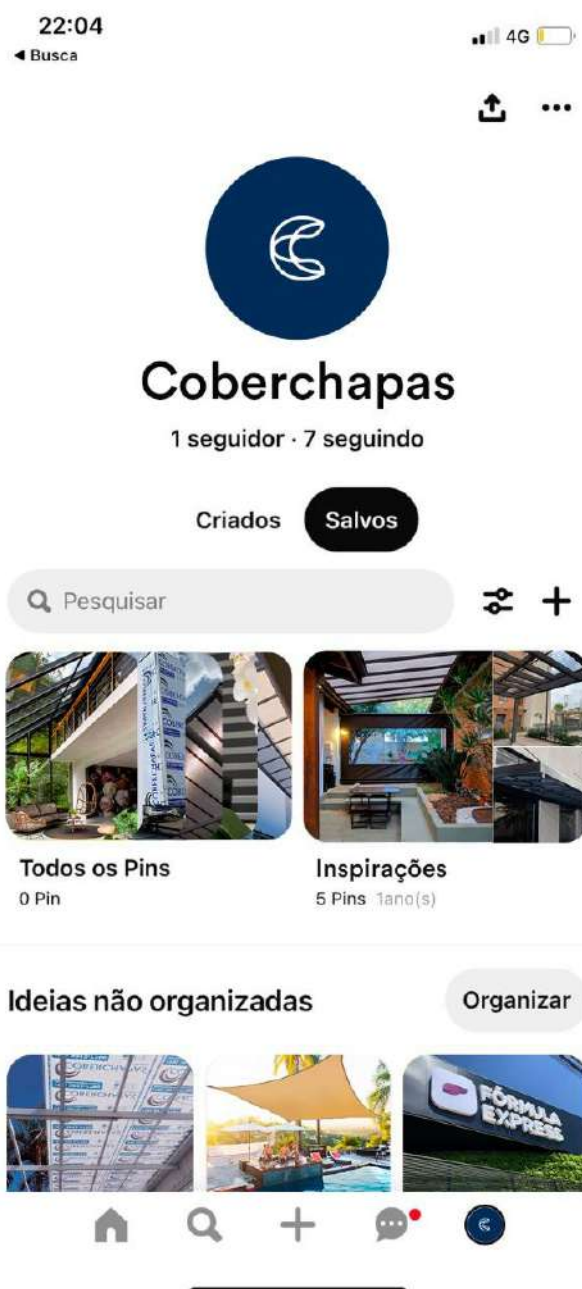 22:04
4G
◀ Busca
Coberchapas
1 seguidor · 7 seguindo
Criados
Salvos
Pesquisar
Todos os Pins
0 Pin
Inspirações
5 Pins 1ano(s)
Ideias não organizadas
Organizar
FÓRMULA
EXPRESS